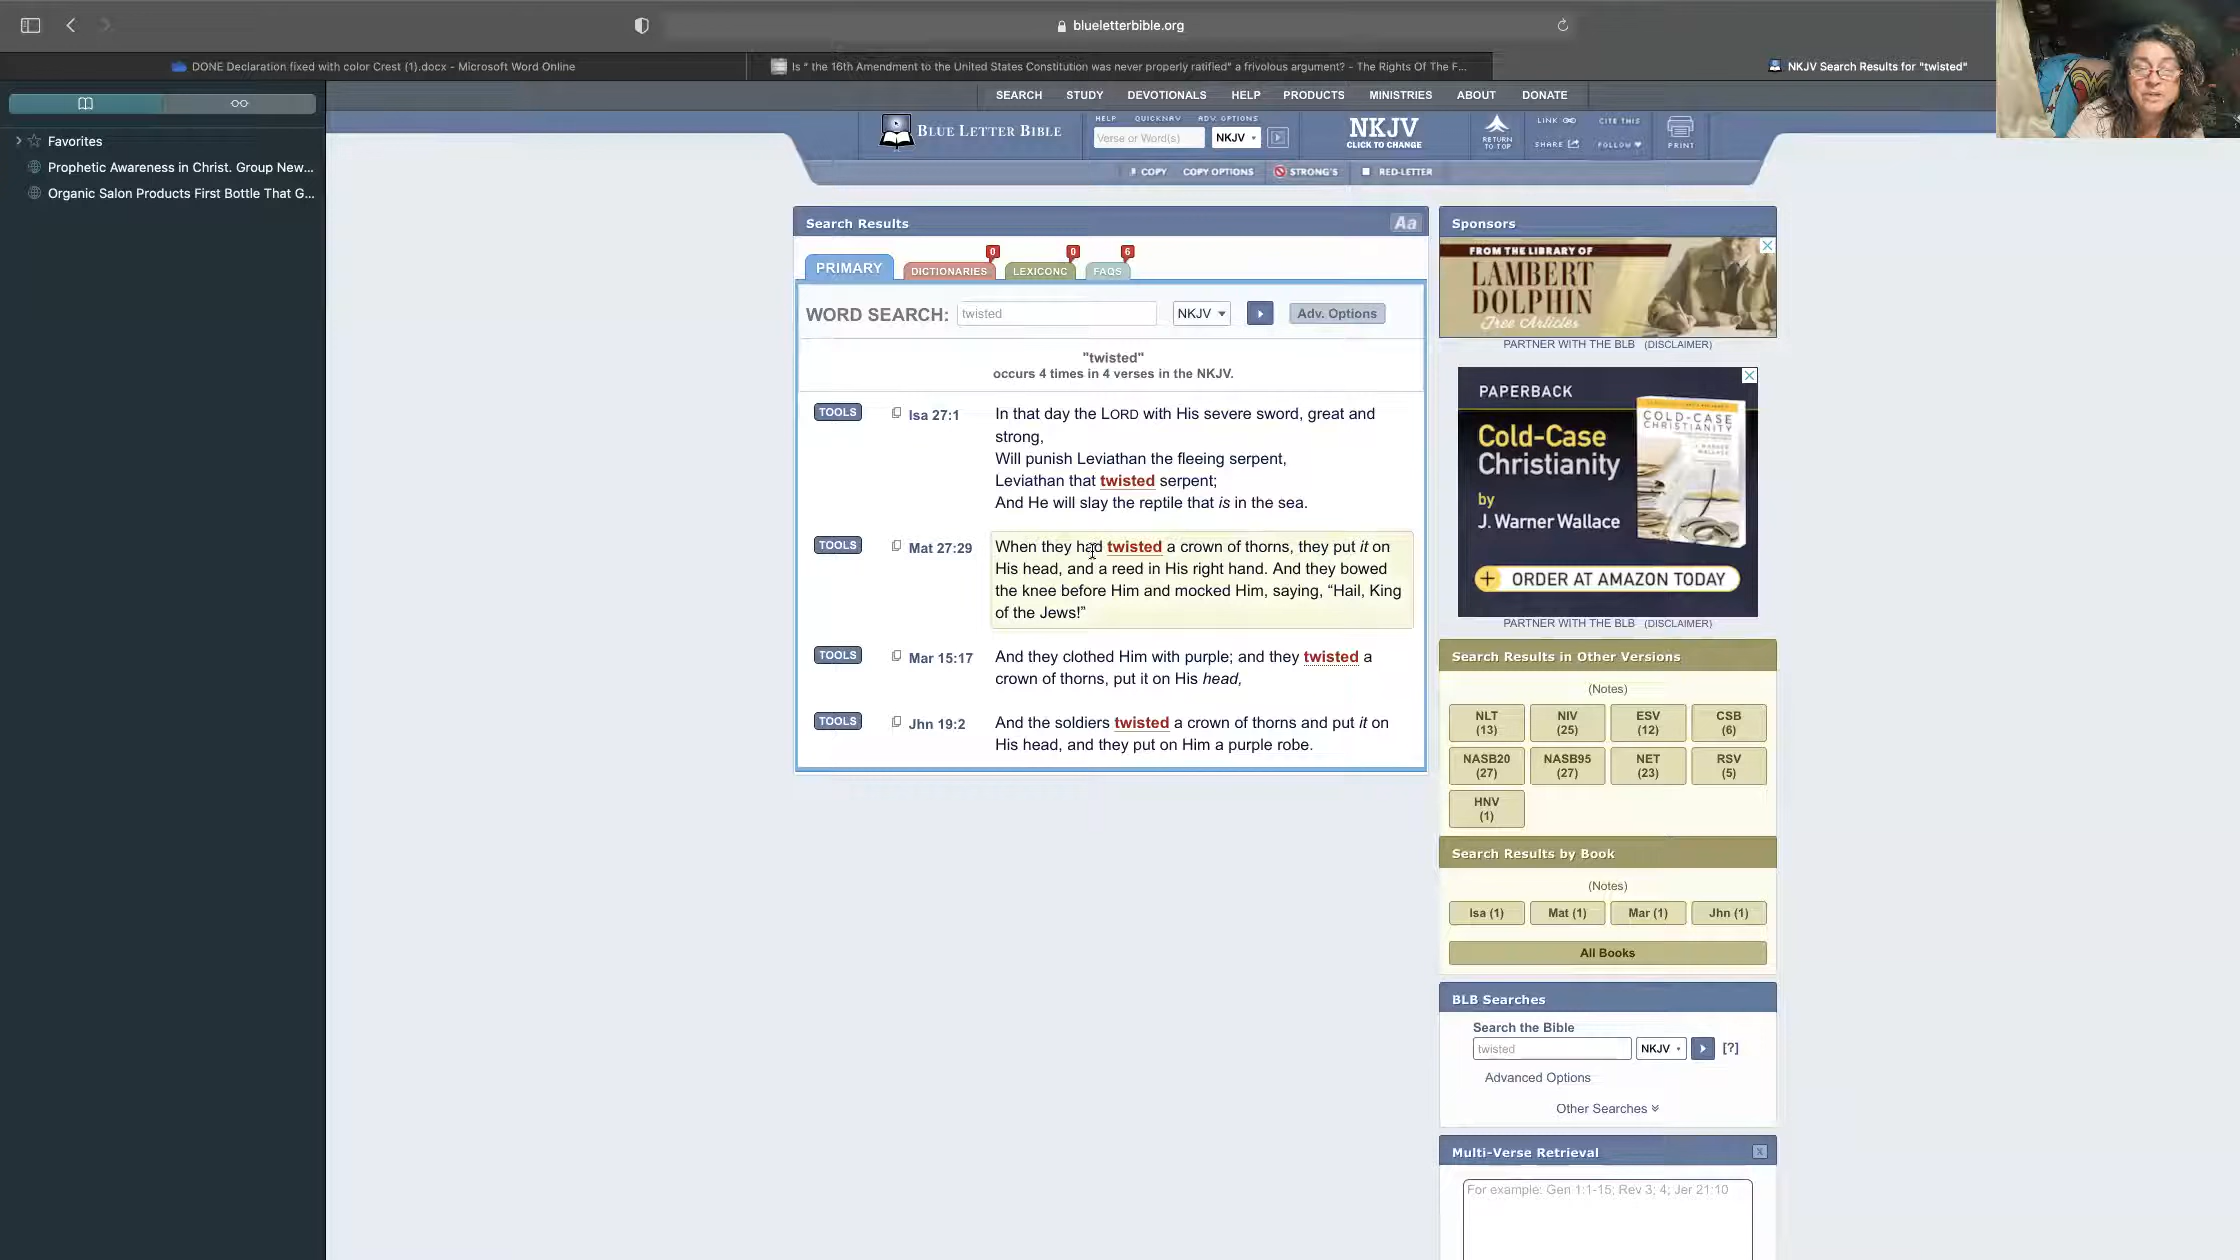 blueletterbible.org
DONE Declaration fixed with color Crest (1).docx - Microsoft Word Online
Is " the 16th Amendment to the United States Constitution was never properly ratified" a frivolous argument? - The Rights Of The F...
NKJV Search Results for "twisted"
Favorites
Prophetic Awareness in Christ. Group New...
Organic Salon Products First Bottle That G...
SEARCH STUDY DEVOTIONALS HELP PRODUCTS MINISTRIES ABOUT DONATE
BLUE LETTER BIBLE
HELP QUICKNAV ADV. OPTIONS
Verse or Word(s) NKJV
NKJV
CLICK TO CHANGE
RETURN
TO TOP
LINK CITE THIS
SHARE FOLLOW
PRINT
COPY COPY OPTIONS STRONG'S RED-LETTER
Search Results Aa
PRIMARY DICTIONARIES 0 LEXICONC 0 FAQS 6
WORD SEARCH: twisted NKJV Adv. Options
"twisted"
occurs 4 times in 4 verses in the NKJV.
TOOLS Isa 27:1 In that day the LORD with His severe sword, great and
strong,
Will punish Leviathan the fleeing serpent,
Leviathan that twisted serpent;
And He will slay the reptile that is in the sea.
TOOLS Mat 27:29 When they had twisted a crown of thorns, they put it on
His head, and a reed in His right hand. And they bowed
the knee before Him and mocked Him, saying, “Hail, King
of the Jews!”
TOOLS Mar 15:17 And they clothed Him with purple; and they twisted a
crown of thorns, put it on His head,
TOOLS Jhn 19:2 And the soldiers twisted a crown of thorns and put it on
His head, and they put on Him a purple robe.
Sponsors
FROM THE LIBRARY OF
LAMBERT
DOLPHIN
Free Articles
PARTNER WITH THE BLB (DISCLAIMER)
PAPERBACK
Cold-Case
Christianity
by
J. Warner Wallace
COLD-CASE
CHRISTIANITY
ORDER AT AMAZON TODAY
PARTNER WITH THE BLB (DISCLAIMER)
Search Results in Other Versions
(Notes)
NLT (13) NIV (25) ESV (12) CSB (6)
NASB20 (27) NASB95 (27) NET (23) RSV (5)
HNV (1)
Search Results by Book
(Notes)
Isa (1) Mat (1) Mar (1) Jhn (1)
All Books
BLB Searches
Search the Bible
twisted NKJV [?]
Advanced Options
Other Searches
Multi-Verse Retrieval x
For example: Gen 1:1-15; Rev 3; 4; Jer 21:10